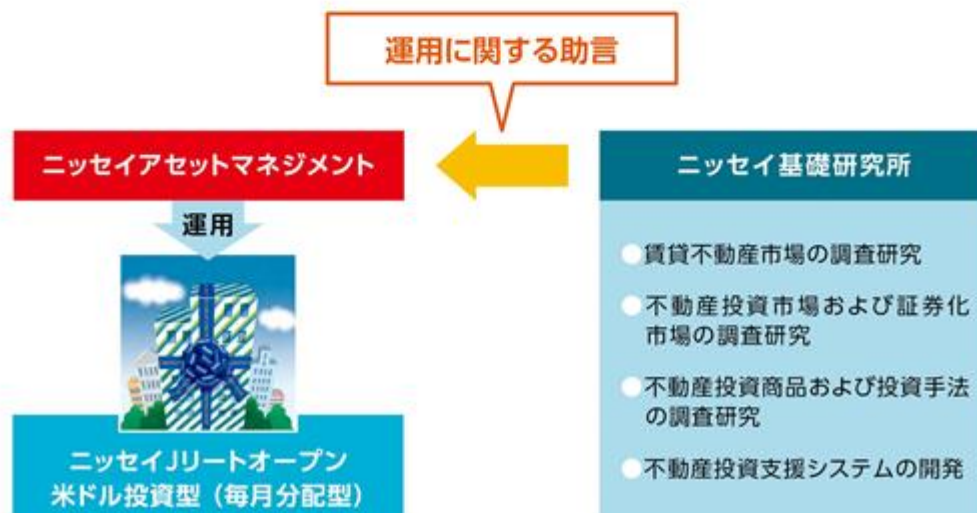 運用に関する助言
ニッセイアセットマネジメント
運用
ニッセイJリートオープン
米ドル投資型（毎月分配型）
ニッセイ基礎研究所
●賃貸不動産市場の調査研究
●不動産投資市場および証券化
市場の調査研究
●不動産投資商品および投資手法
の調査研究
●不動産投資支援システムの開発